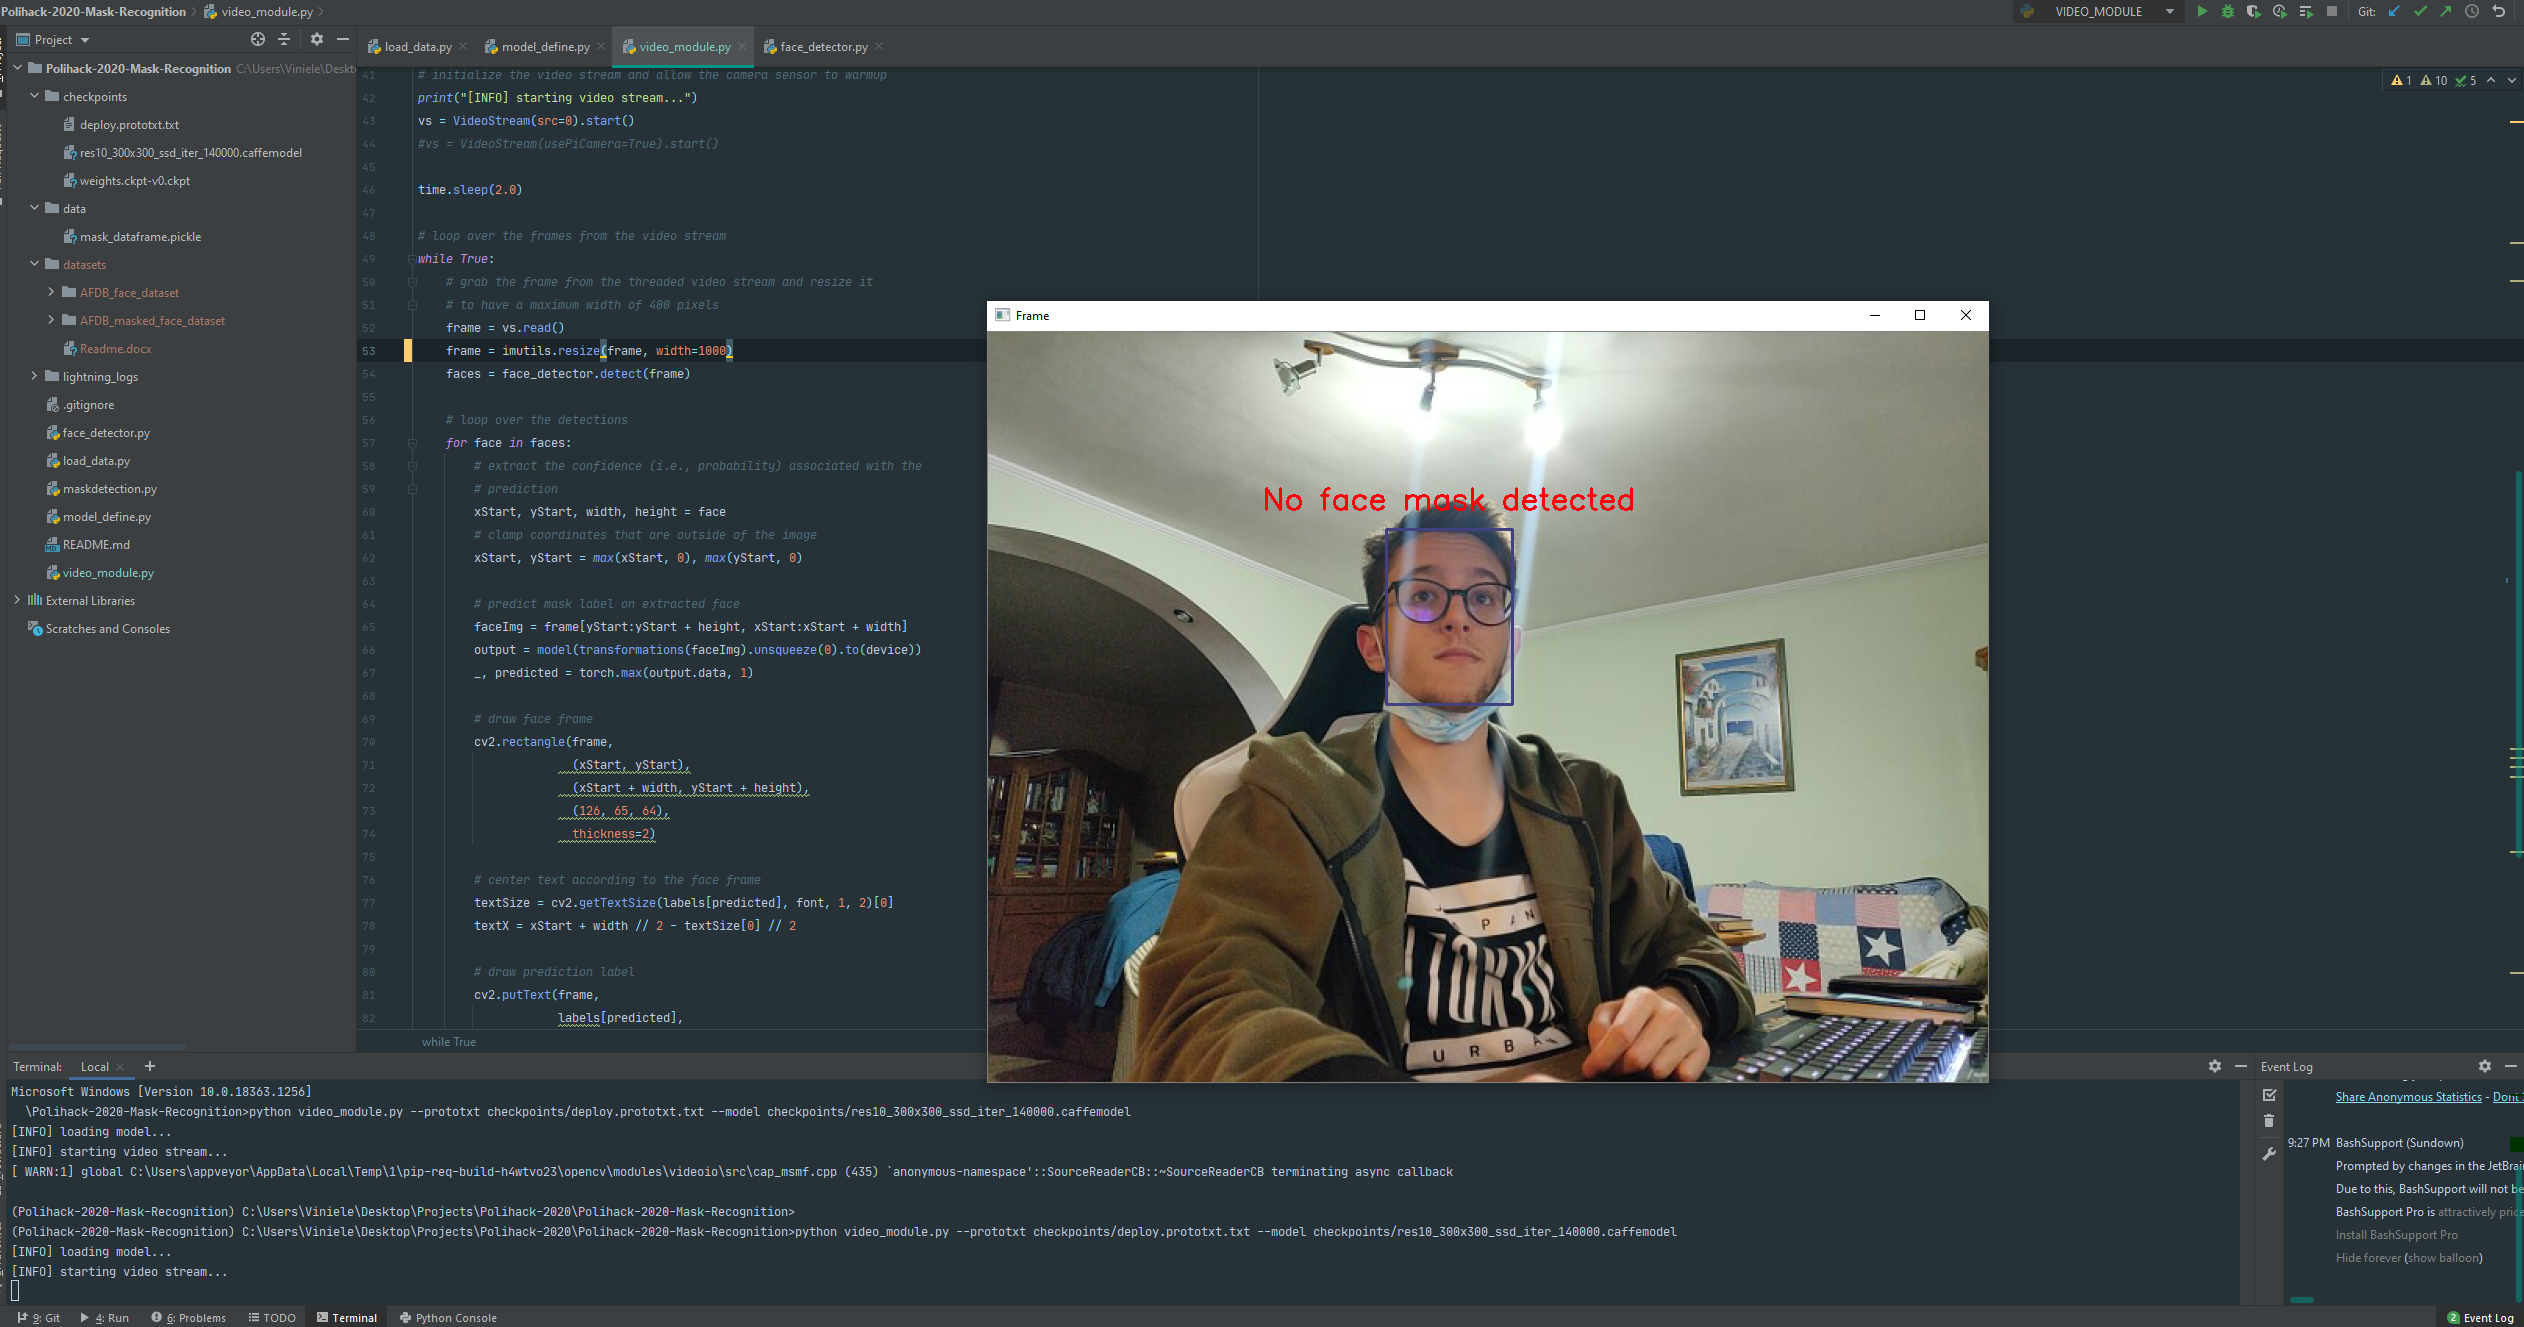 Polihack-2020-Mask-Recognition
video_module.py
VIDEO_MODULE
Git:
Project
load_data.py
model_define.py
video_module.py
face_detector.py
Polihack-2020-Mask-Recognition C:\Users\Viniele\Deskto
checkpoints
deploy.prototxt.txt
res10_300x300_ssd_iter_140000.caffemodel
weights.ckpt-v0.ckpt
data
mask_dataframe.pickle
datasets
AFDB_face_dataset
AFDB_masked_face_dataset
Readme.docx
lightning_logs
.gitignore
face_detector.py
load_data.py
maskdetection.py
model_define.py
README.md
video_module.py
External Libraries
Scratches and Consoles
1 10 5
41 # initialize the video stream and allow the camera sensor to warmup
42 print("[INFO] starting video stream...")
43 vs = VideoStream(src=0).start()
44 #vs = VideoStream(usePiCamera=True).start()
45
46 time.sleep(2.0)
47
48 # loop over the frames from the video stream
49 while True:
50 # grab the frame from the threaded video stream and resize it
51 # to have a maximum width of 400 pixels
52 frame = vs.read()
53 frame = imutils.resize(frame, width=1000)
54 faces = face_detector.detect(frame)
55
56 # loop over the detections
57 for face in faces:
58 # extract the confidence (i.e., probability) associated with the
59 # prediction
60 xStart, yStart, width, height = face
61 # clamp coordinates that are outside of the image
62 xStart, yStart = max(xStart, 0), max(yStart, 0)
63
64 # predict mask label on extracted face
65 faceImg = frame[yStart:yStart + height, xStart:xStart + width]
66 output = model(transformations(faceImg).unsqueeze(0).to(device))
67 _, predicted = torch.max(output.data, 1)
68
69 # draw face frame
70 cv2.rectangle(frame,
71 (xStart, yStart),
72 (xStart + width, yStart + height),
73 (126, 65, 64),
74 thickness=2)
75
76 # center text according to the face frame
77 textSize = cv2.getTextSize(labels[predicted], font, 1, 2)[0]
78 textX = xStart + width // 2 - textSize[0] // 2
79
80 # draw prediction label
81 cv2.putText(frame,
82 labels[predicted],
while True
Frame
No face mask detected
PAN
TOKYO
URBA
Terminal: Local
Microsoft Windows [Version 10.0.18363.1256]
\Polihack-2020-Mask-Recognition>python video_module.py --prototxt checkpoints/deploy.prototxt.txt --model checkpoints/res10_300x300_ssd_iter_140000.caffemodel
[INFO] loading model...
[INFO] starting video stream...
[ WARN:1] global C:\Users\appveyor\AppData\Local\Temp\1\pip-req-build-h4wtvo23\opencv\modules\videoio\src\cap_msmf.cpp (435) `anonymous-namespace'::SourceReaderCB::~SourceReaderCB terminating async callback
(Polihack-2020-Mask-Recognition) C:\Users\Viniele\Desktop\Projects\Polihack-2020\Polihack-2020-Mask-Recognition>
(Polihack-2020-Mask-Recognition) C:\Users\Viniele\Desktop\Projects\Polihack-2020\Polihack-2020-Mask-Recognition>python video_module.py --prototxt checkpoints/deploy.prototxt.txt --model checkpoints/res10_300x300_ssd_iter_140000.caffemodel
[INFO] loading model...
[INFO] starting video stream...
Event Log
Share Anonymous Statistics - Dont
9:27 PM BashSupport (Sundown)
Prompted by changes in the JetBrai
Due to this, BashSupport will not be
BashSupport Pro is attractively price
Install BashSupport Pro
Hide forever (show balloon)
9: Git 4: Run 6: Problems TODO Terminal Python Console
2 Event Log